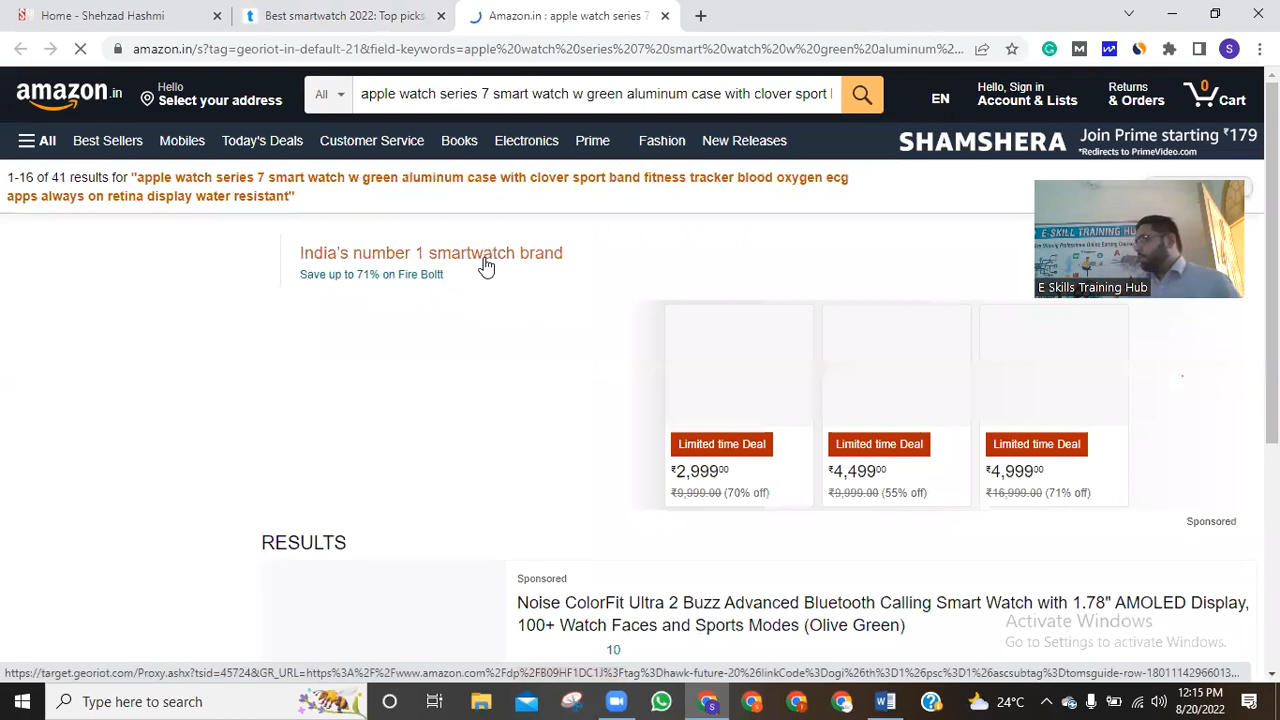 Home - Shehzad Hashmi
Best smartwatch 2022: Top picks
Amazon.in : apple watch series 7
amazon.in/s?tag=georiot-in-default-21&field-keywords=apple%20watch%20series%207%20smart%20watch%20w%20green%20aluminum%2...
amazon.in
Hello
Select your address
All
apple watch series 7 smart watch w green aluminum case with clover sport
EN
Hello, Sign in
Account & Lists
Returns
& Orders
0
Cart
All
Best Sellers
Mobiles
Today's Deals
Customer Service
Books
Electronics
Prime
Fashion
New Releases
SHAMSHERA
Join Prime starting ₹179
*Redirects to PrimeVideo.com
1-16 of 41 results for "apple watch series 7 smart watch w green aluminum case with clover sport band fitness tracker blood oxygen ecg
apps always on retina display water resistant"
E-SKILL TRAINING HUB
E Skills Training Hub
India's number 1 smartwatch brand
Save up to 71% on Fire Boltt
Limited time Deal
Limited time Deal
Limited time Deal
₹2,999.00
₹4,499.00
₹4,999.00
₹9,999.00 (70% off)
₹9,999.00 (55% off)
₹16,999.00 (71% off)
Sponsored
RESULTS
Sponsored
Noise ColorFit Ultra 2 Buzz Advanced Bluetooth Calling Smart Watch with 1.78" AMOLED Display,
100+ Watch Faces and Sports Modes (Olive Green)
10
Activate Windows
Go to Settings to activate Windows.
https://target.georiot.com/Proxy.ashx?tsid=45724&GR_URL=https%3A%2F%2Fwww.amazon.com%2Fdp%2FB09HF1DC1J%3Ftag%3Dhawk-future-20%26linkCode%3Dogi%26th%3D1%26psc%3D1%26ascsubtag%3Dtomsguide-row-18011142966013...
Type here to search
24°C
12:15 PM
8/20/2022